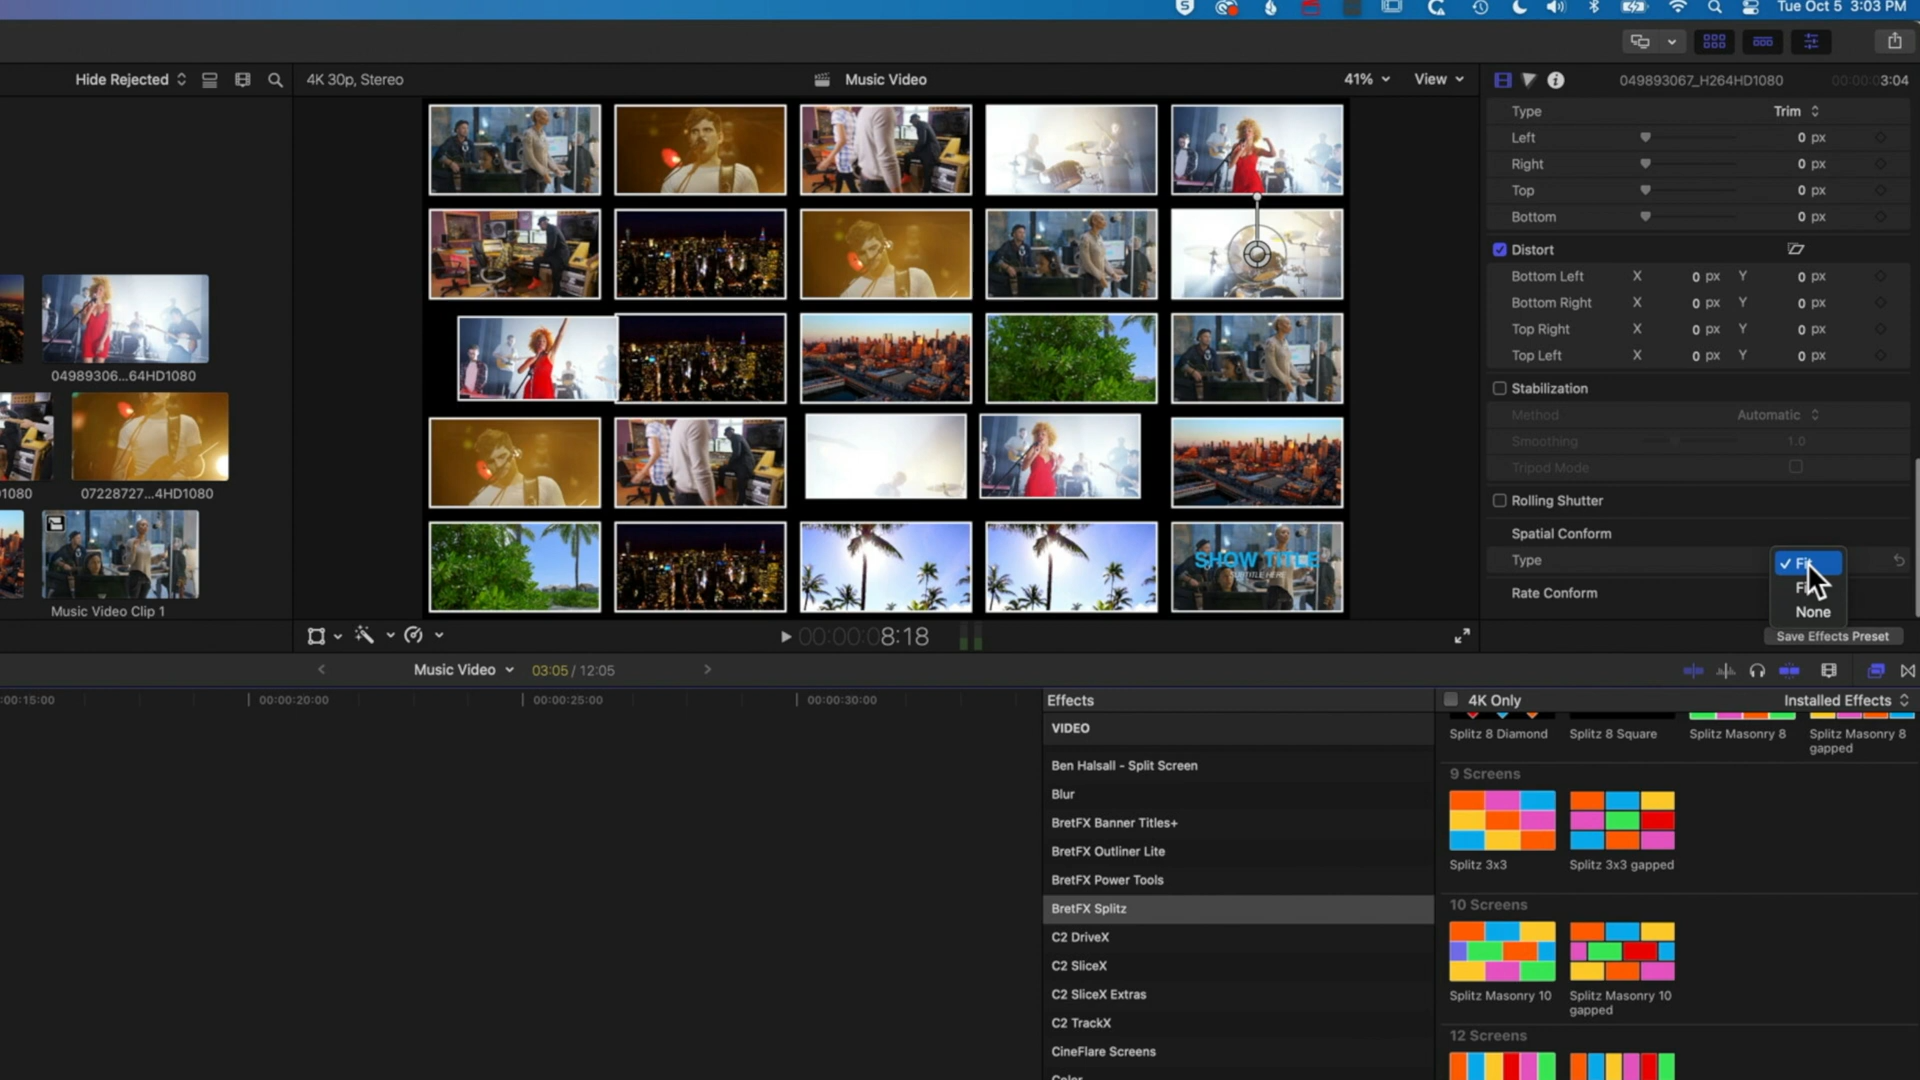 Tue Oct 5 3:03 PM
Hide Rejected
4K 30p, Stereo
Music Video
41%
View
049893067_H264HD1080
3:04
Type
Trim
Left
0 px
Right
0 px
Top
0 px
Bottom
0 px
Distort
Bottom Left X 0 px Y 0 px
Bottom Right X 0 px Y 0 px
Top Right X 0 px Y 0 px
Top Left X 0 px Y 0 px
Stabilization
Method
Automatic
Smoothing
1.0
Tripod Mode
Rolling Shutter
Spatial Conform
Type
None
Rate Conform
Save Effects Preset
04989306...64HD1080
1080
07228727...4HD1080
Music Video Clip 1
SHOW TITLE
SUBTITLE HERE
00:00:08:18
Music Video
03:05 / 12:05
:00:15:00
00:00:20:00
00:00:25:00
00:00:30:00
Effects
4K Only
Installed Effects
VIDEO
Ben Halsall - Split Screen
Blur
BretFX Banner Titles+
BretFX Outliner Lite
BretFX Power Tools
BretFX Splitz
C2 DriveX
C2 SliceX
C2 SliceX Extras
C2 TrackX
CineFlare Screens
Color
Splitz 8 Diamond
Splitz 8 Square
Splitz Masonry 8
Splitz Masonry 8
gapped
9 Screens
Splitz 3x3
Splitz 3x3 gapped
10 Screens
Splitz Masonry 10
Splitz Masonry 10
gapped
12 Screens